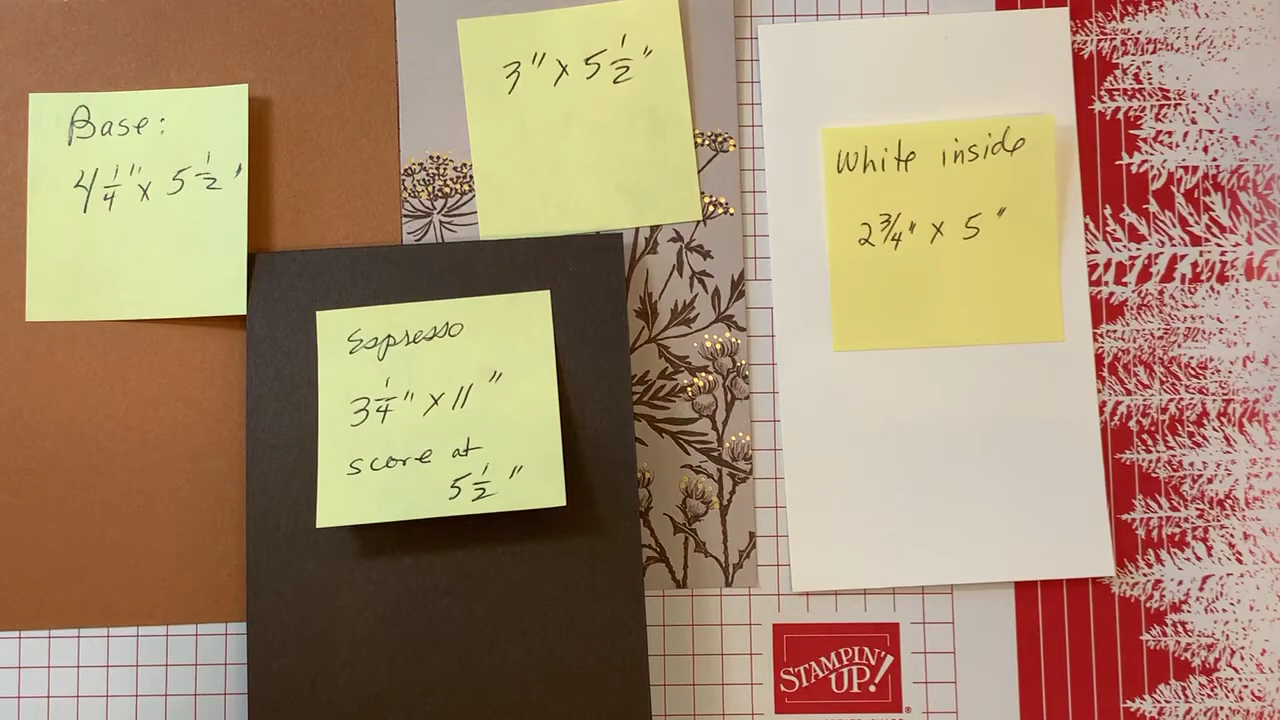 Base:
4 1/4" x 5 1/2"
3" x 5 1/2"
White inside
2 3/4" x 5"
Espresso
3 1/4" x 11"
score at
5 1/2"
STAMPIN'
UP!
®